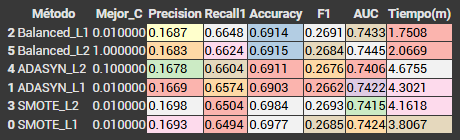 Método Mejor_C Precision Recall1 Accuracy F1 AUC Tiempo(m)
2 Balanced_L1 0.010000 0.1687 0.6648 0.6914 0.2691 0.7433 1.7508
5 Balanced_L2 1.000000 0.1683 0.6624 0.6915 0.2684 0.7445 2.0669
4 ADASYN_L2 0.100000 0.1678 0.6604 0.6911 0.2676 0.7406 4.6755
1 ADASYN_L1 0.010000 0.1669 0.6574 0.6903 0.2662 0.7422 4.3021
3 SMOTE_L2 0.010000 0.1698 0.6504 0.6984 0.2693 0.7415 4.1618
0 SMOTE_L1 0.010000 0.1693 0.6494 0.6977 0.2685 0.7424 3.8067